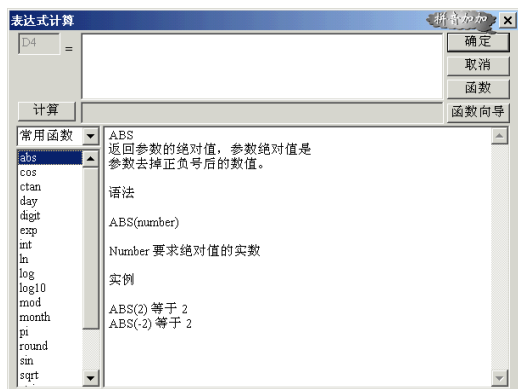 表达式计算
拼音加加
D4
=
确定
取消
函数
计算
函数向导
常用函数
abs
cos
ctan
day
digit
exp
int
ln
log
log10
mod
month
pi
round
sin
sqrt
ABS
返回参数的绝对值，参数绝对值是
参数去掉正负号后的数值。
语法
ABS(number)
Number 要求绝对值的实数
实例
ABS(2) 等于 2
ABS(-2) 等于 2